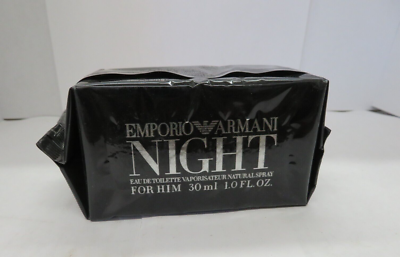 EMPORIO ARMANI
NIGHT
EAU DE TOILETTE VAPORISATEUR NATURAL SPRAY
FOR HIM 30 ml 1.0 FL. OZ.